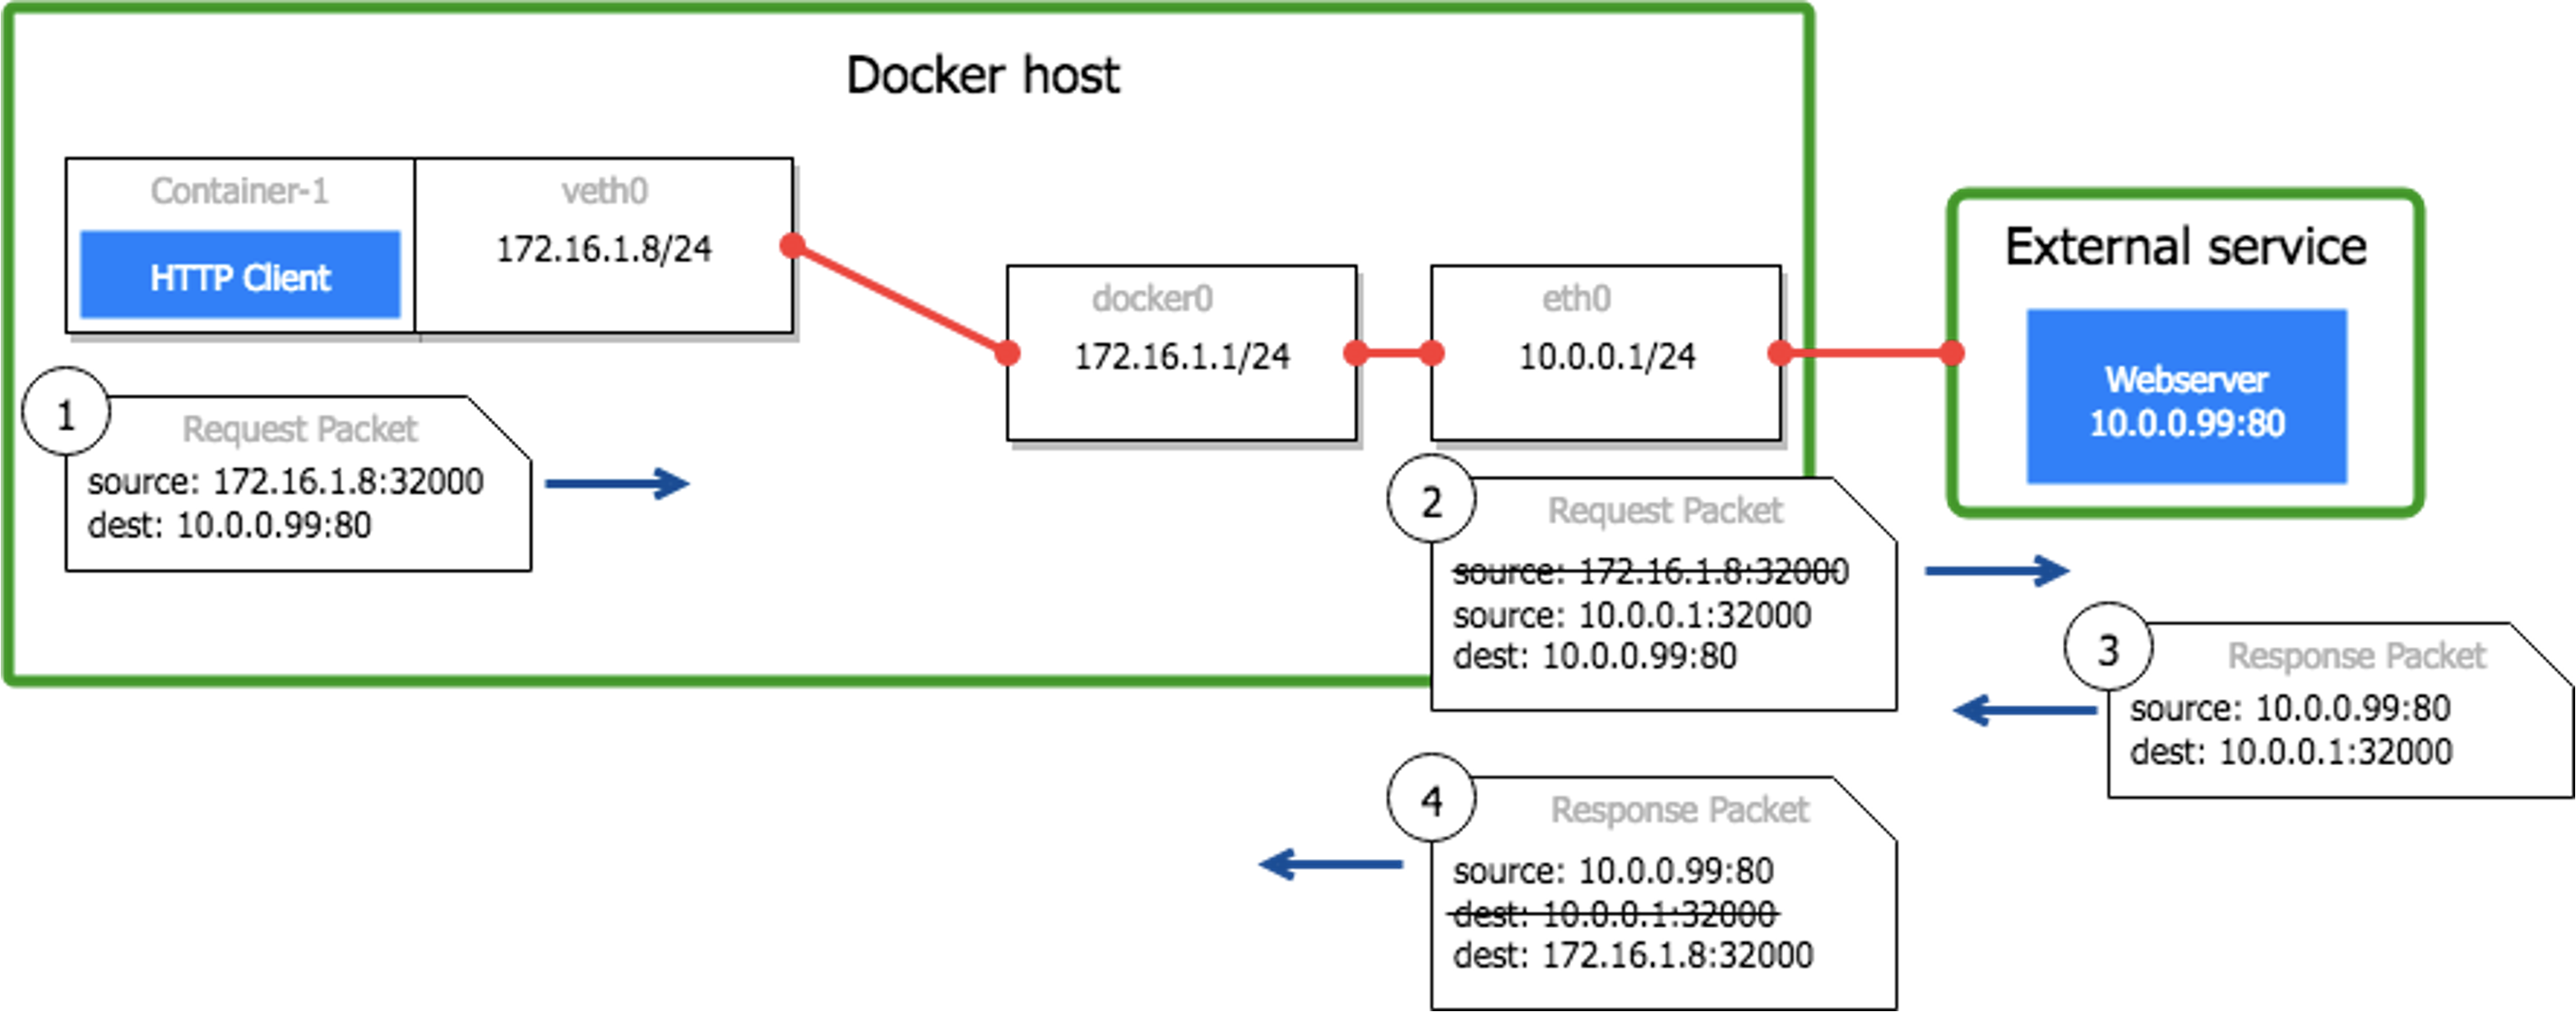 Docker host
Container-1
HTTP Client
veth0
172.16.1.8/24
docker0
172.16.1.1/24
eth0
10.0.0.1/24
External service
Webserver
10.0.0.99:80
1
Request Packet
source: 172.16.1.8:32000
dest: 10.0.0.99:80
2
Request Packet
source: 172.16.1.8:32000
source: 10.0.0.1:32000
dest: 10.0.0.99:80
3
Response Packet
source: 10.0.0.99:80
dest: 10.0.0.1:32000
4
Response Packet
source: 10.0.0.99:80
dest: 10.0.0.1:32000
dest: 172.16.1.8:32000